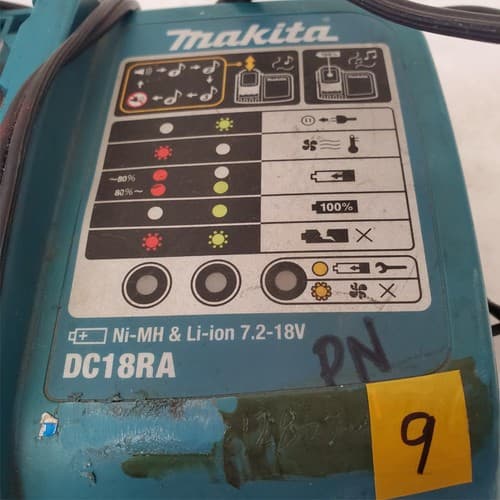 makita
~80%
80%~
100%
Ni-MH & Li-ion 7.2-18V
DC18RA
PN
9